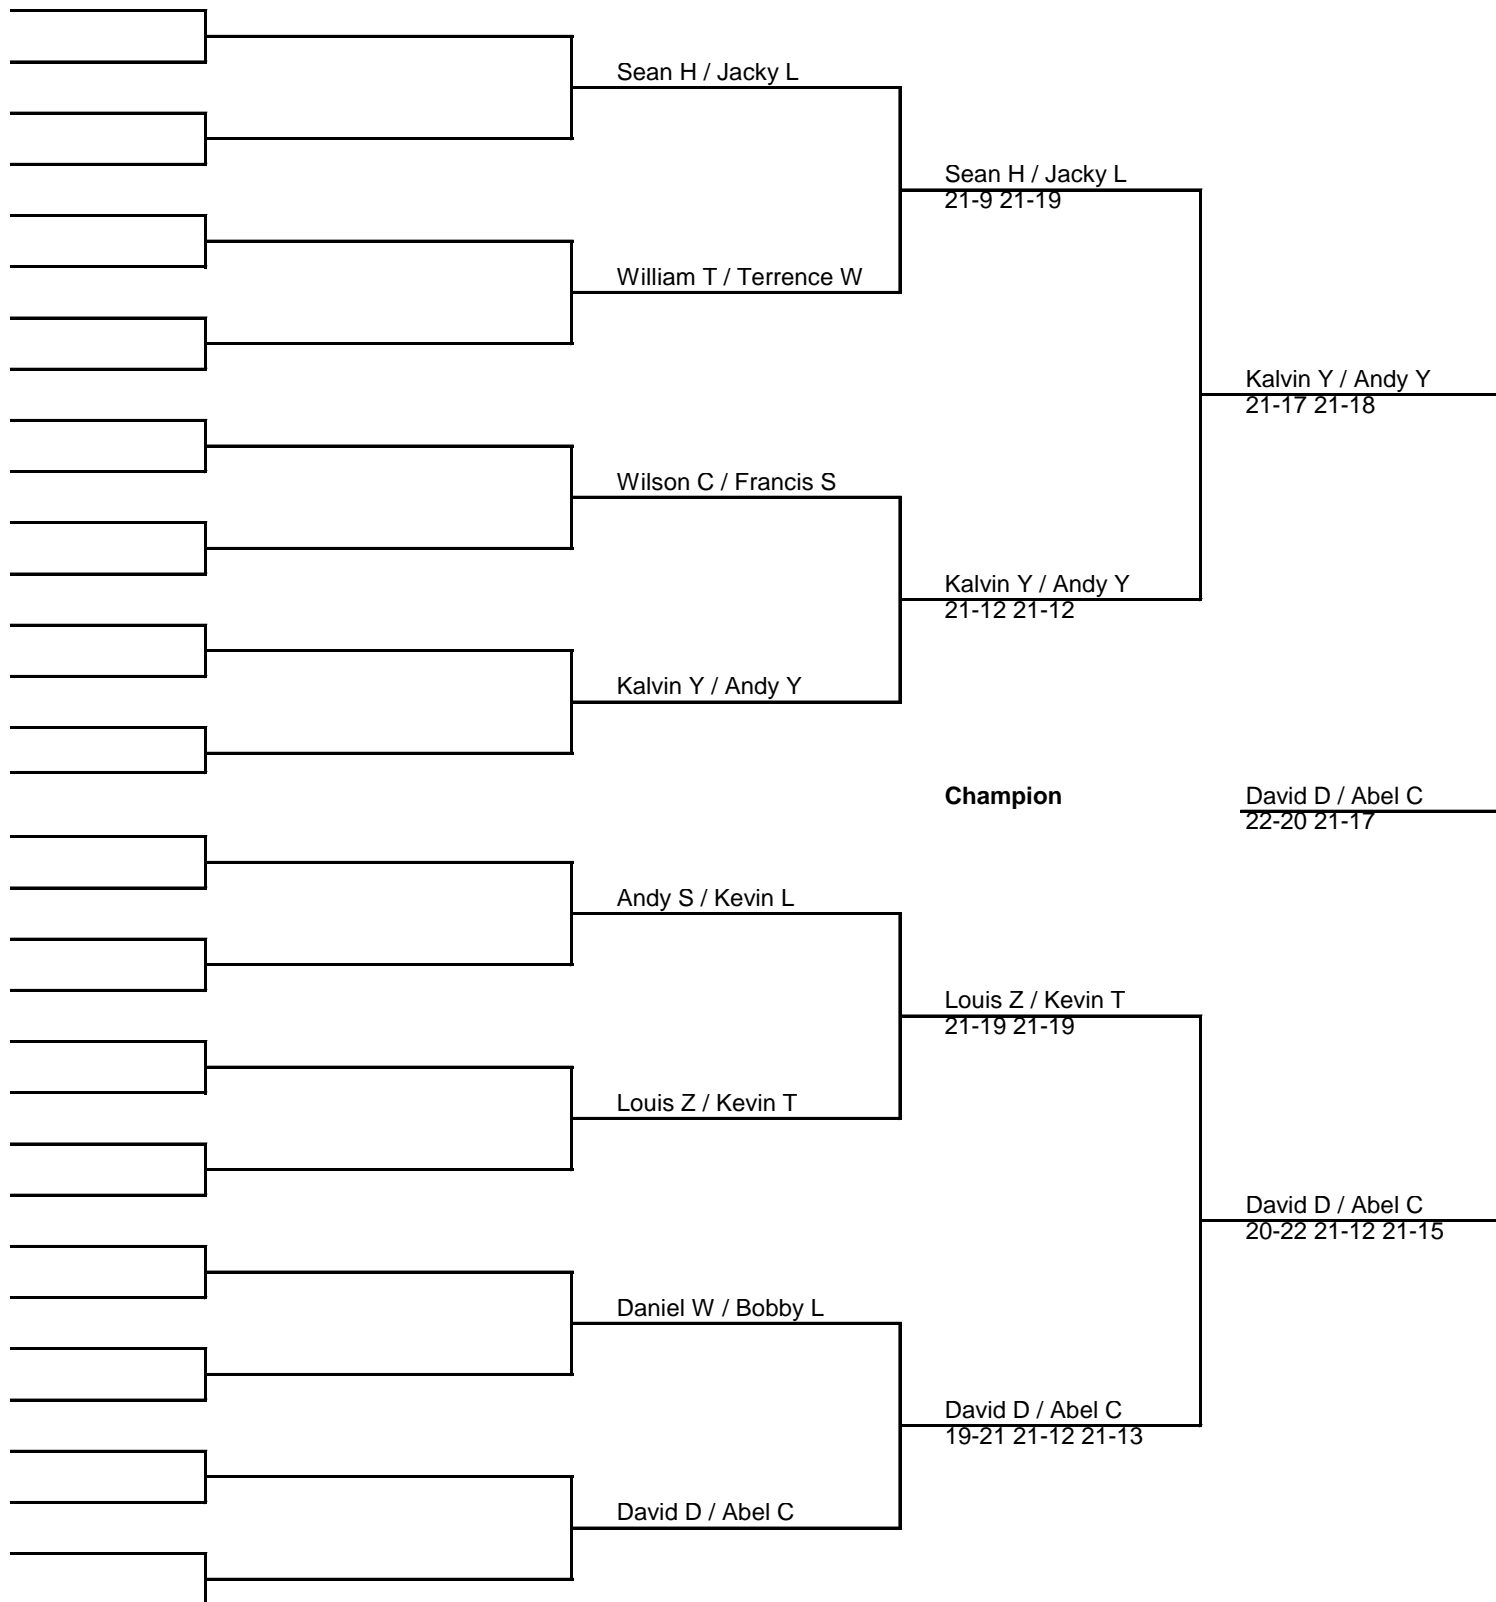 Sean H / Jacky L
Sean H / Jacky L
21-9 21-19
William T / Terrence W
Kalvin Y / Andy Y
21-17 21-18
Wilson C / Francis S
Kalvin Y / Andy Y
21-12 21-12
Kalvin Y / Andy Y
Champion
David D / Abel C
22-20 21-17
Andy S / Kevin L
Louis Z / Kevin T
21-19 21-19
Louis Z / Kevin T
David D / Abel C
20-22 21-12 21-15
Daniel W / Bobby L
David D / Abel C
19-21 21-12 21-13
David D / Abel C